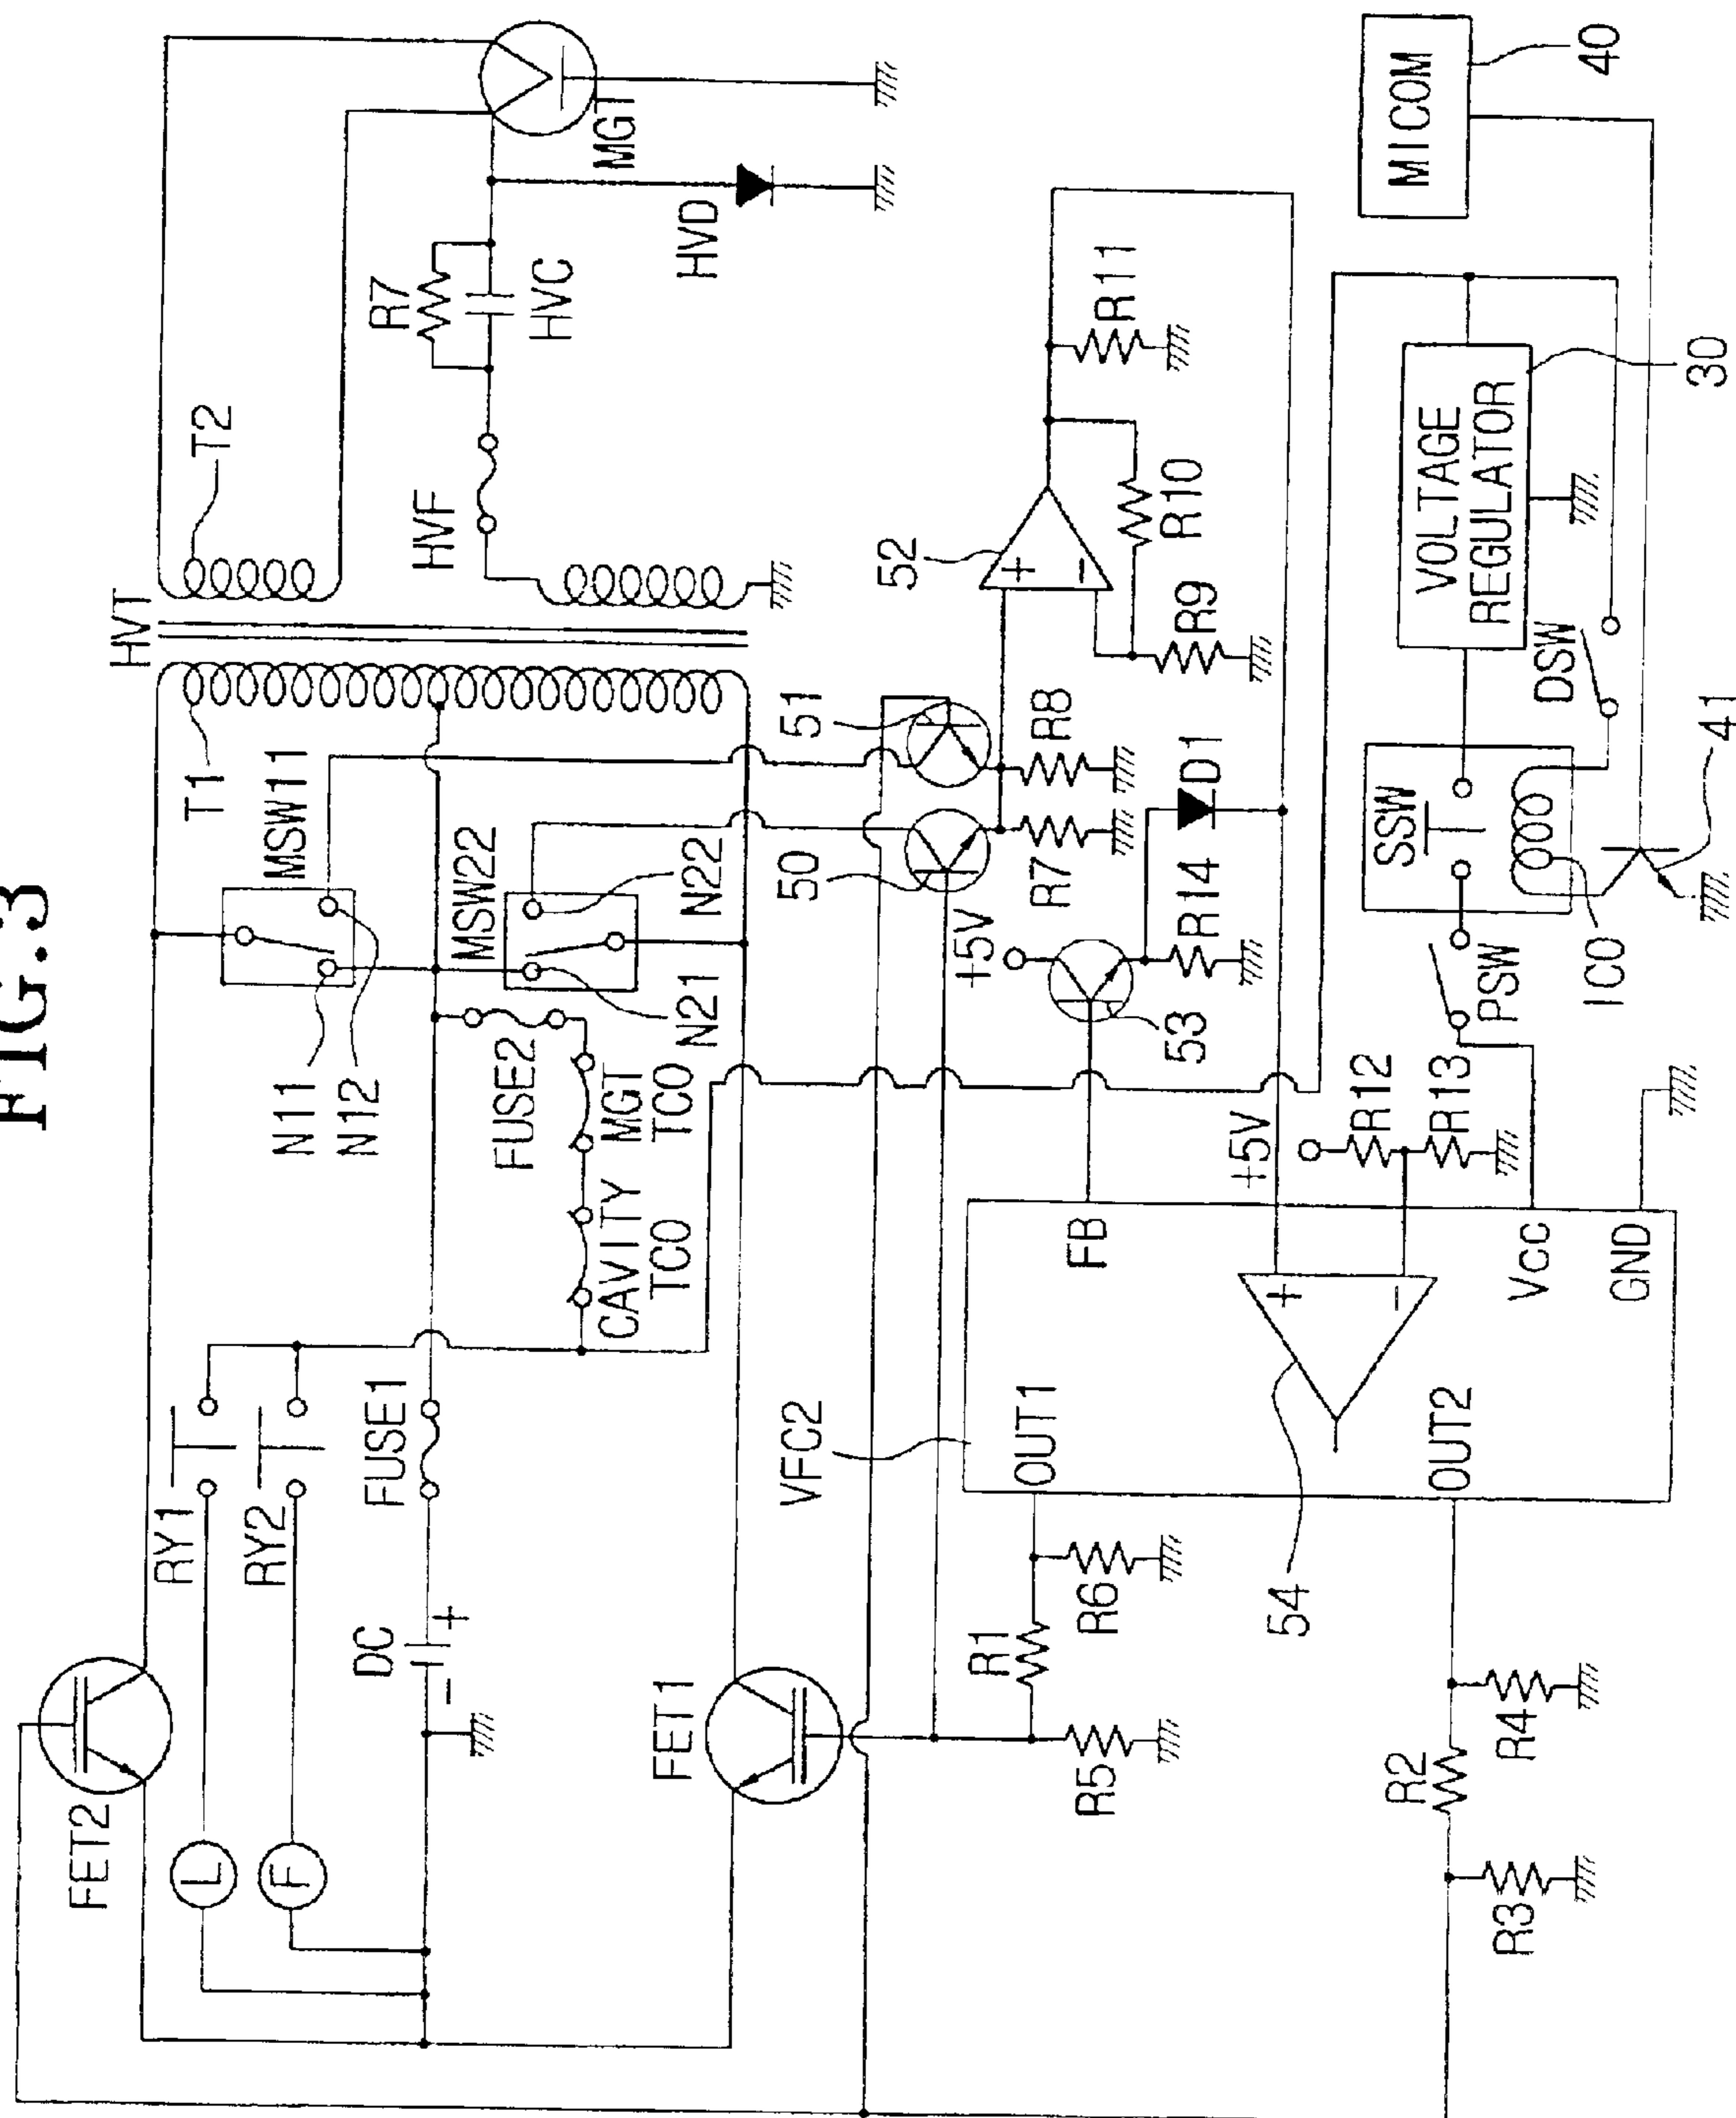 FIG.3
FET2
L
F
RY1
RY2
DC
-
+
FUSE1
FET1
N11
N12
MSW11
MSW22
N21
N22
FUSE2
MGT
TCO
CAVITY
TCO
T1
HVT
T2
HVF
R7
HVC
HVD
MGT
50
51
R7
R8
52
+
-
R9
R10
R11
+5V
53
R14
D1
VFC2
OUT1
OUT2
FB
+
-
54
Vcc
GND
+5V
R12
R13
R1
R6
R5
R2
R4
R3
PSW
SSW
ICO
DSW
41
VOLTAGE
REGULATOR
30
MICOM
40